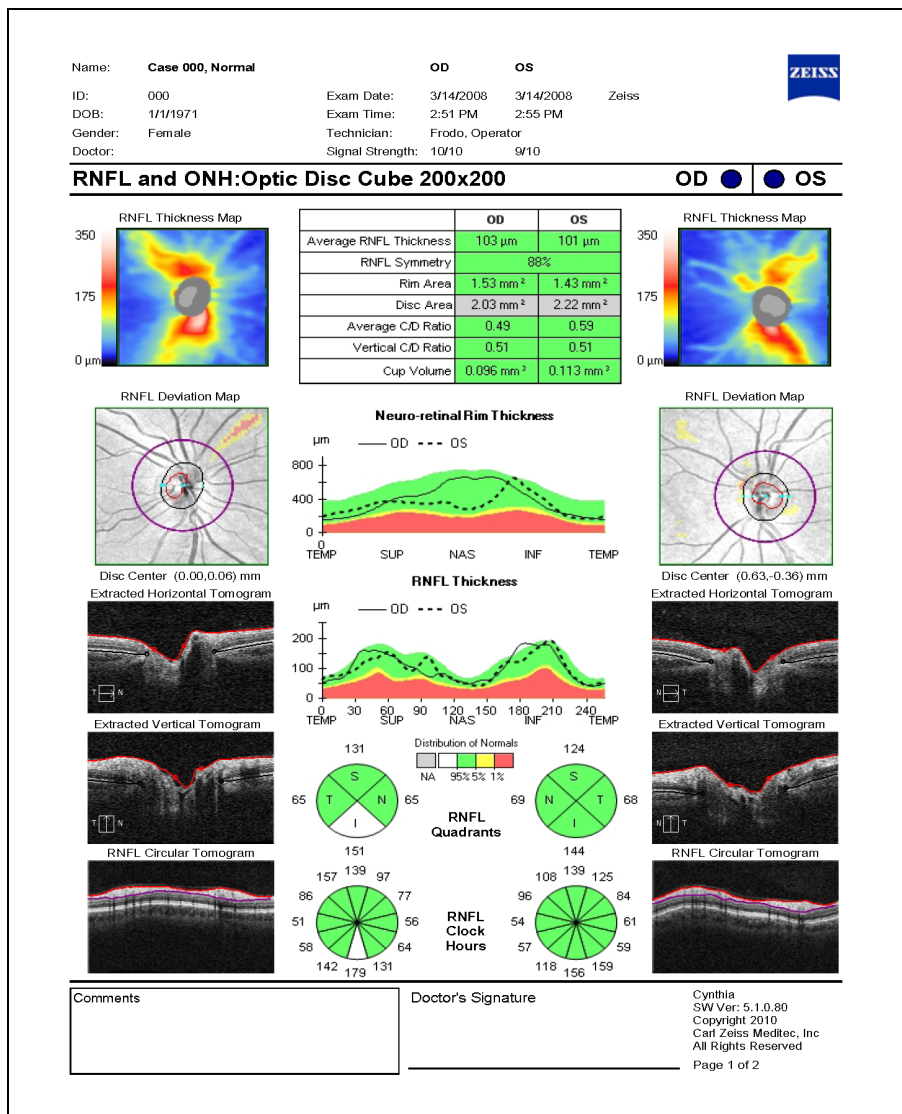 Name: Case 000, Normal OD OS
ZEISS
ID: 000 Exam Date: 3/14/2008 3/14/2008 Zeiss
DOB: 1/1/1971 Exam Time: 2:51 PM 2:55 PM
Gender: Female Technician: Frodo, Operator
Doctor: Signal Strength: 10/10 9/10
RNFL and ONH:Optic Disc Cube 200x200 OD OS
RNFL Thickness Map
350
175
0 µm
OD OS
Average RNFL Thickness 103 µm 101 µm
RNFL Symmetry 88%
Rim Area 1.53 mm² 1.43 mm²
Disc Area 2.03 mm² 2.22 mm²
Average C/D Ratio 0.49 0.59
Vertical C/D Ratio 0.51 0.51
Cup Volume 0.096 mm³ 0.113 mm³
RNFL Thickness Map
350
175
0 µm
RNFL Deviation Map
Disc Center (0.00,0.06) mm
Neuro-retinal Rim Thickness
µm OD OS
800
400
0
0
TEMP SUP NAS INF TEMP
RNFL Deviation Map
Disc Center (0.63,-0.36) mm
Extracted Horizontal Tomogram
T N
RNFL Thickness
µm OD OS
200
100
0
0 30 60 90 120 150 180 210 240
TEMP SUP NAS INF TEMP
Extracted Horizontal Tomogram
T N
Extracted Vertical Tomogram
T N
Distribution of Normals
NA 95% 5% 1%
131
S
65 T N 65
I
151
RNFL
Quadrants
124
S
69 N T 68
I
144
Extracted Vertical Tomogram
T N
RNFL Circular Tomogram
139
157 97
86 77
51 56
58 64
142 131
179
RNFL
Clock
Hours
139
108 125
96 84
54 61
57 59
118 159
156
RNFL Circular Tomogram
Comments
Doctor's Signature
Cynthia
SW Ver: 5.1.0.80
Copyright 2010
Carl Zeiss Meditec, Inc
All Rights Reserved
Page 1 of 2